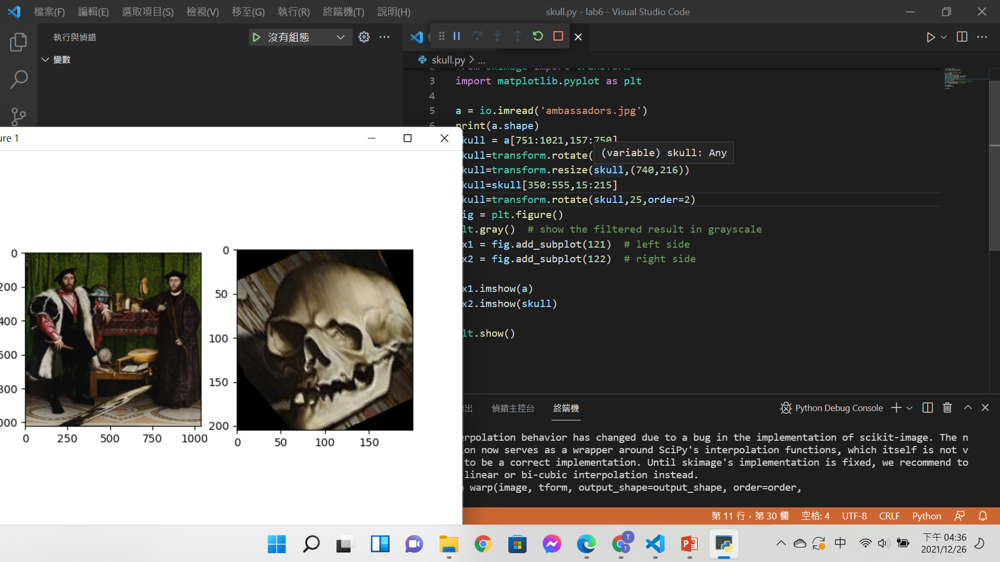 檔案(F) 編輯(E) 選取項目(S) 檢視(V) 移至(G) 執行(R) 終端機(T) 說明(H) skull.py - lab6 - Visual Studio Code
執行與偵錯 沒有組態
變數
skull.py > ...
from skimage import transform
3 import matplotlib.pyplot as plt
4
5 a = io.imread('ambassadors.jpg')
6 print(a.shape)
kull = a[751:1021,157:750]
kull=transform.rotate(
(variable) skull: Any
kull=transform.resize(skull,(740,216))
kull=skull[350:555,15:215]
kull=transform.rotate(skull,25,order=2)
ig = plt.figure()
lt.gray() # show the filtered result in grayscale
x1 = fig.add_subplot(121) # left side
x2 = fig.add_subplot(122) # right side
x1.imshow(a)
x2.imshow(skull)
lt.show()
ure 1
0
200
400
600
800
000
0 250 500 750 1000
0
50
100
150
200
0 50 100 150
出 偵錯主控台 終端機 Python Debug Console
erpolation behavior has changed due to a bug in the implementation of scikit-image. The n
ion now serves as a wrapper around SciPy's interpolation functions, which itself is not v
to be a correct implementation. Until skimage's implementation is fixed, we recommend to
-linear or bi-cubic interpolation instead.
warp(image, tform, output_shape=output_shape, order=order,
第 11 行，第 30 欄 空格: 4 UTF-8 CRLF Python
T
T
中
下午 04:36
2021/12/26